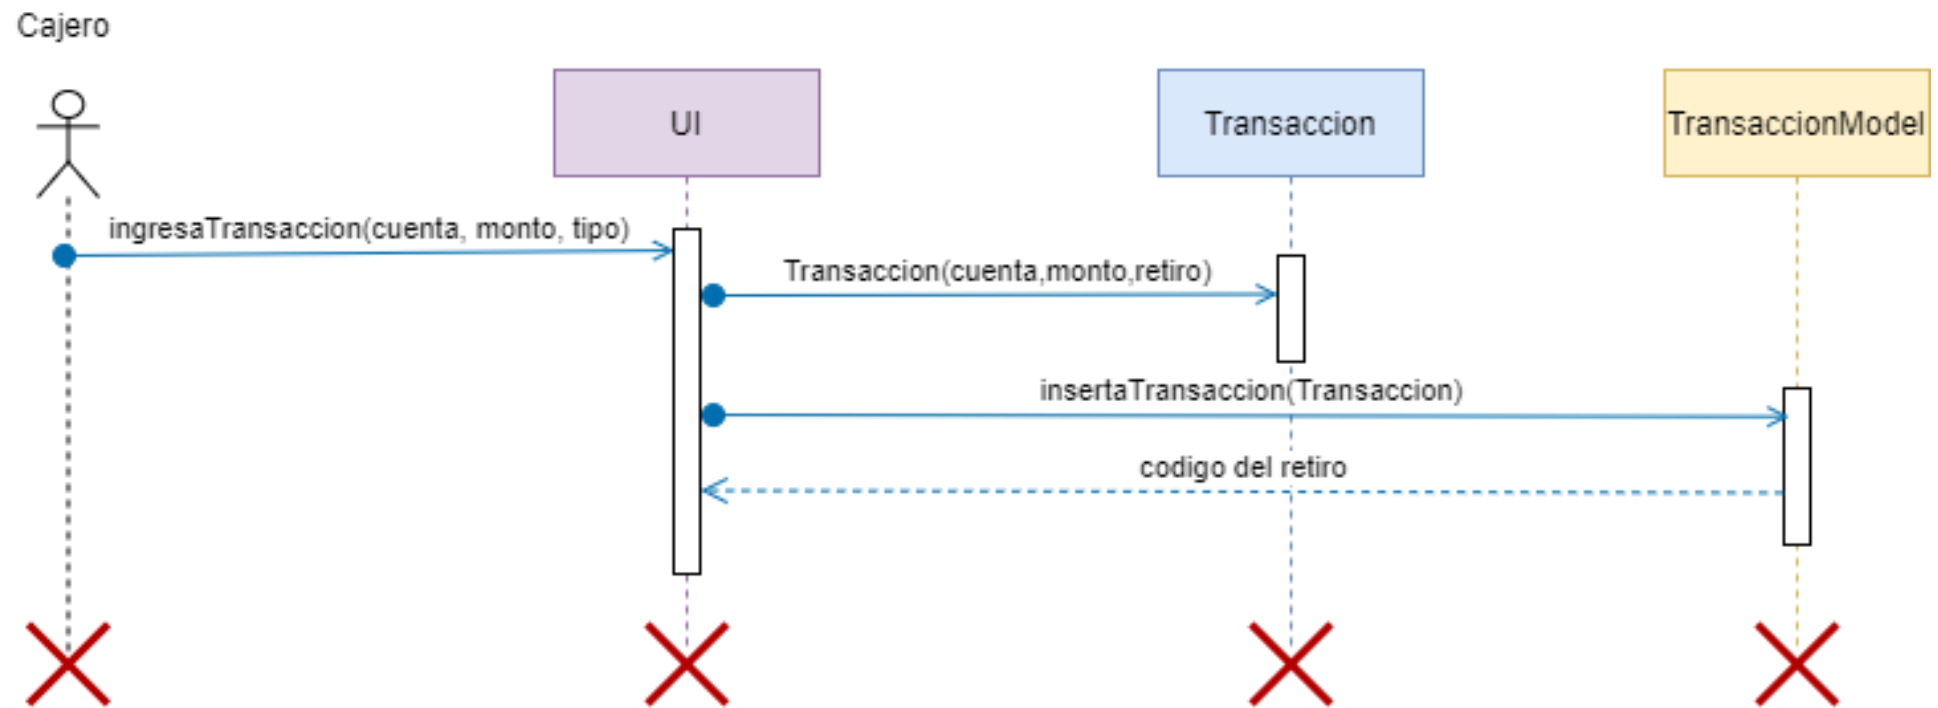 Cajero
UI
Transaccion
TransaccionModel
ingresaTransaccion(cuenta, monto, tipo)
Transaccion(cuenta,monto,retiro)
insertaTransaccion(Transaccion)
codigo del retiro